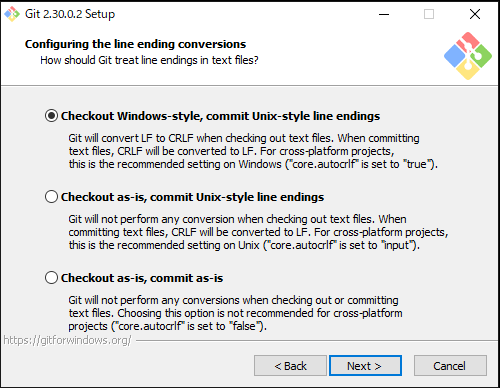 Git 2.30.0.2 Setup
Configuring the line ending conversions
How should Git treat line endings in text files?
Checkout Windows-style, commit Unix-style line endings
Git will convert LF to CRLF when checking out text files. When committing
text files, CRLF will be converted to LF. For cross-platform projects,
this is the recommended setting on Windows ("core.autocrlf" is set to "true").
Checkout as-is, commit Unix-style line endings
Git will not perform any conversion when checking out text files. When
committing text files, CRLF will be converted to LF. For cross-platform projects,
this is the recommended setting on Unix ("core.autocrlf" is set to "input").
Checkout as-is, commit as-is
Git will not perform any conversions when checking out or committing
text files. Choosing this option is not recommended for cross-platform
projects ("core.autocrlf" is set to "false").
https://gitforwindows.org/
< Back
Next >
Cancel